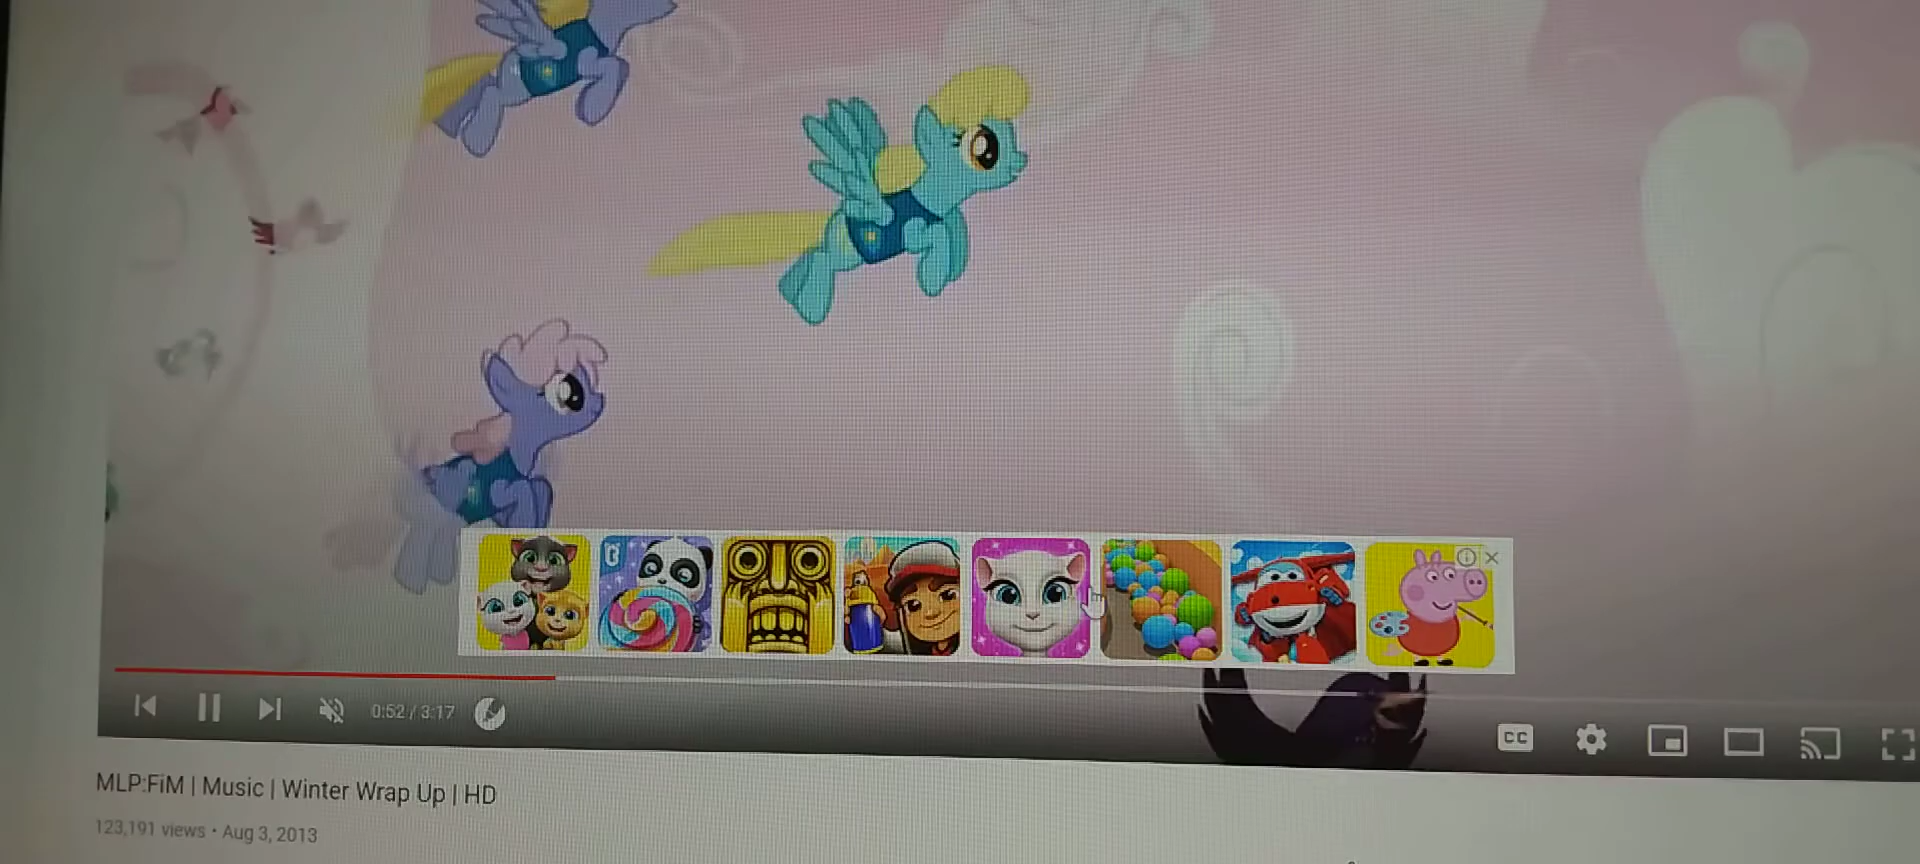 B
0:52 / 3:17
CC
MLP:FiM | Music | Winter Wrap Up | HD
123,191 views • Aug 3, 2013